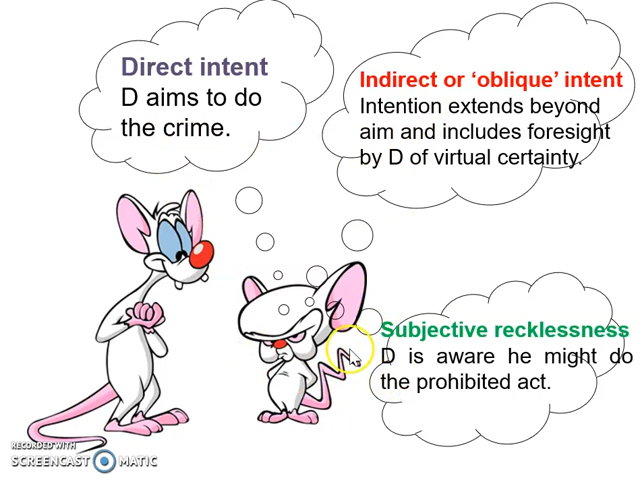 Direct intent
D aims to do
the crime.
Indirect or ‘oblique’ intent
Intention extends beyond
aim and includes foresight
by D of virtual certainty.
Subjective recklessness
D is aware he might do
the prohibited act.
RECORDED WITH
SCREENCAST MATIC